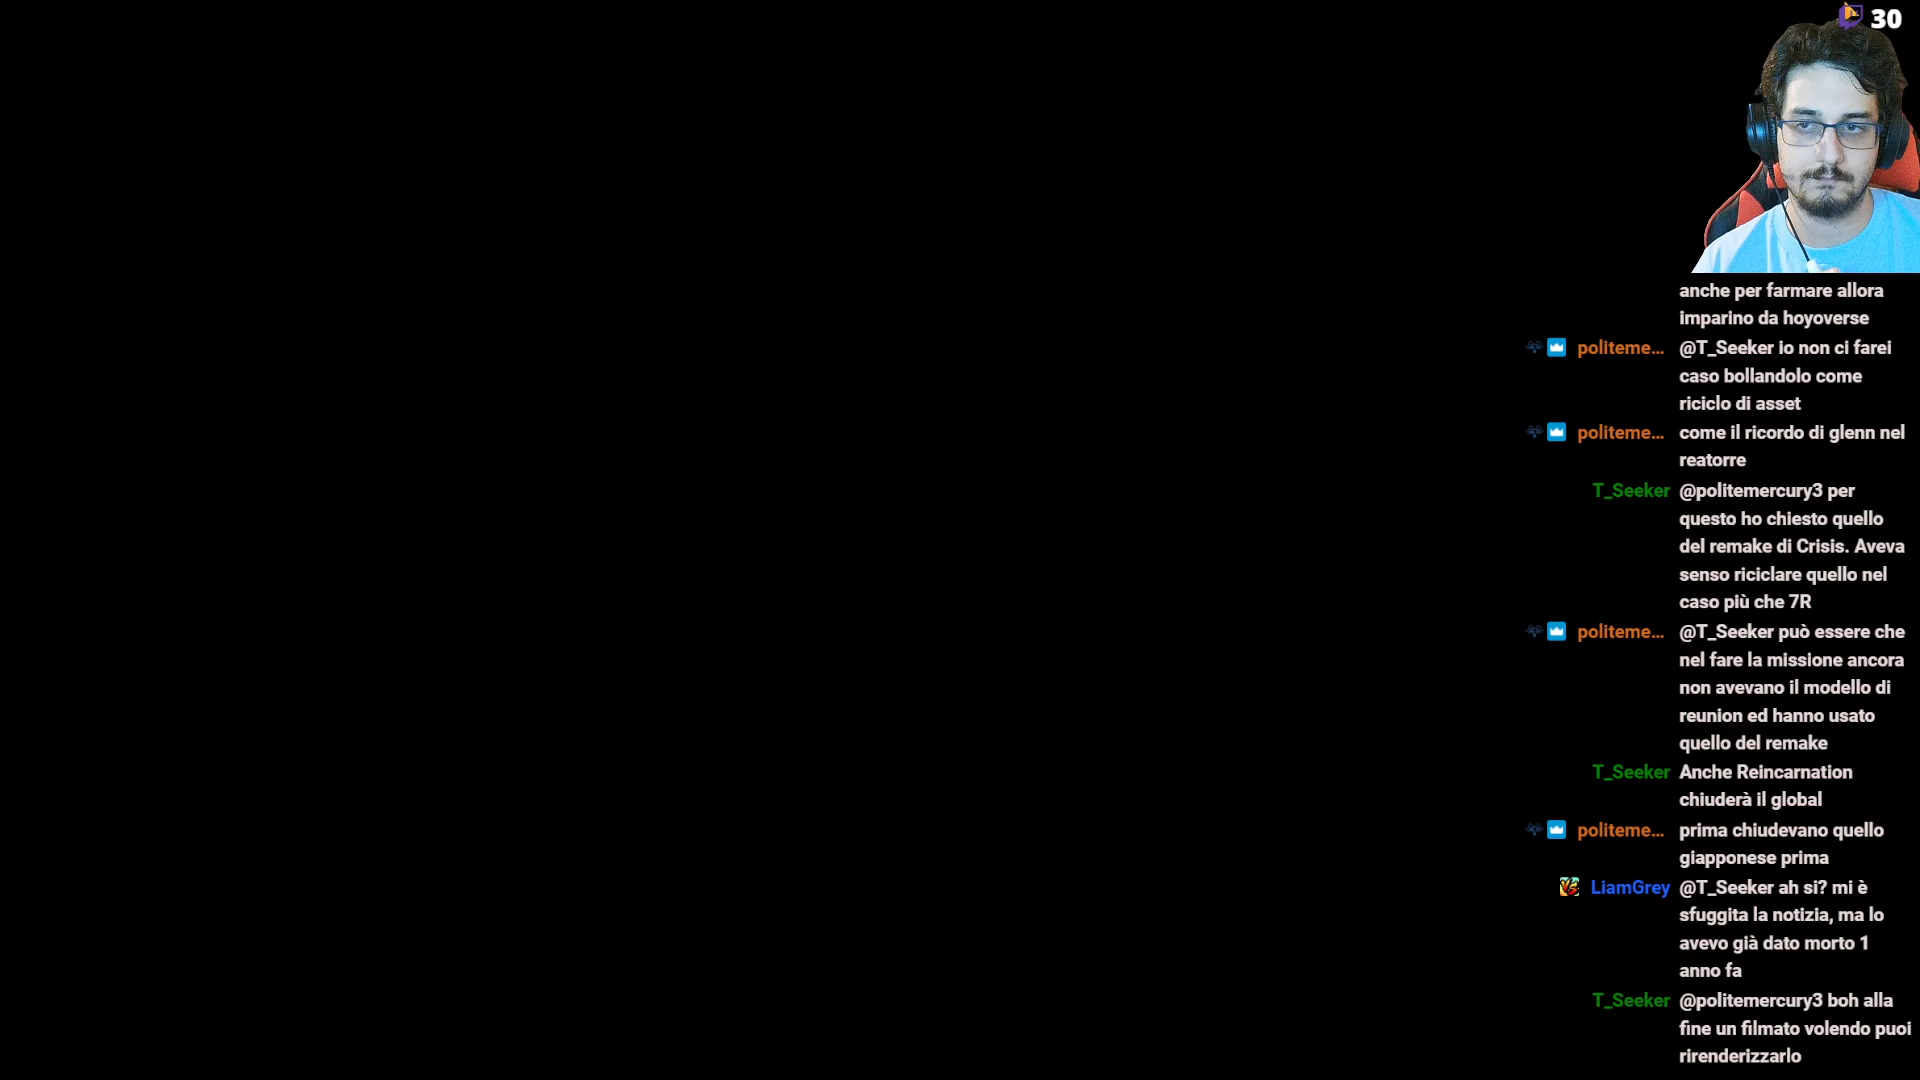 30
anche per farmare allora
imparino da hoyoverse
politeme... @T_Seeker io non ci farei
caso bollandolo come
riciclo di asset
politeme... come il ricordo di glenn nel
reatorre
T_Seeker @politemercury3 per
questo ho chiesto quello
del remake di Crisis. Aveva
senso riciclare quello nel
caso più che 7R
politeme... @T_Seeker può essere che
nel fare la missione ancora
non avevano il modello di
reunion ed hanno usato
quello del remake
T_Seeker Anche Reincarnation
chiuderà il global
politeme... prima chiudevano quello
giapponese prima
LiamGrey @T_Seeker ah si? mi è
sfuggita la notizia, ma lo
avevo già dato morto 1
anno fa
T_Seeker @politemercury3 boh alla
fine un filmato volendo puoi
rirenderizzarlo